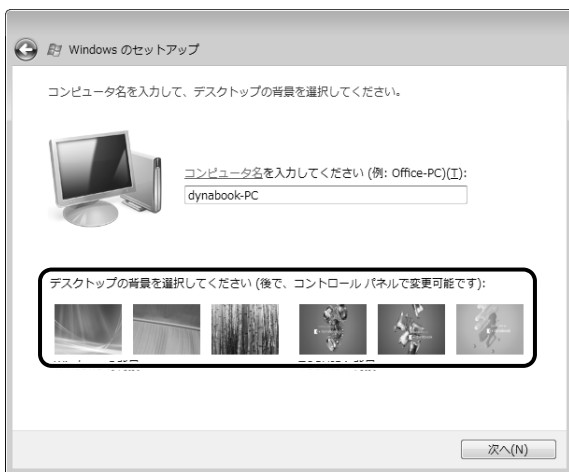 Windows のセットアップ
コンピュータ名を入力して、デスクトップの背景を選択してください。
コンピュータ名を入力してください (例: Office-PC)(T):
dynabook-PC
デスクトップの背景を選択してください (後で、コントロール パネルで変更可能です):
次へ(N)